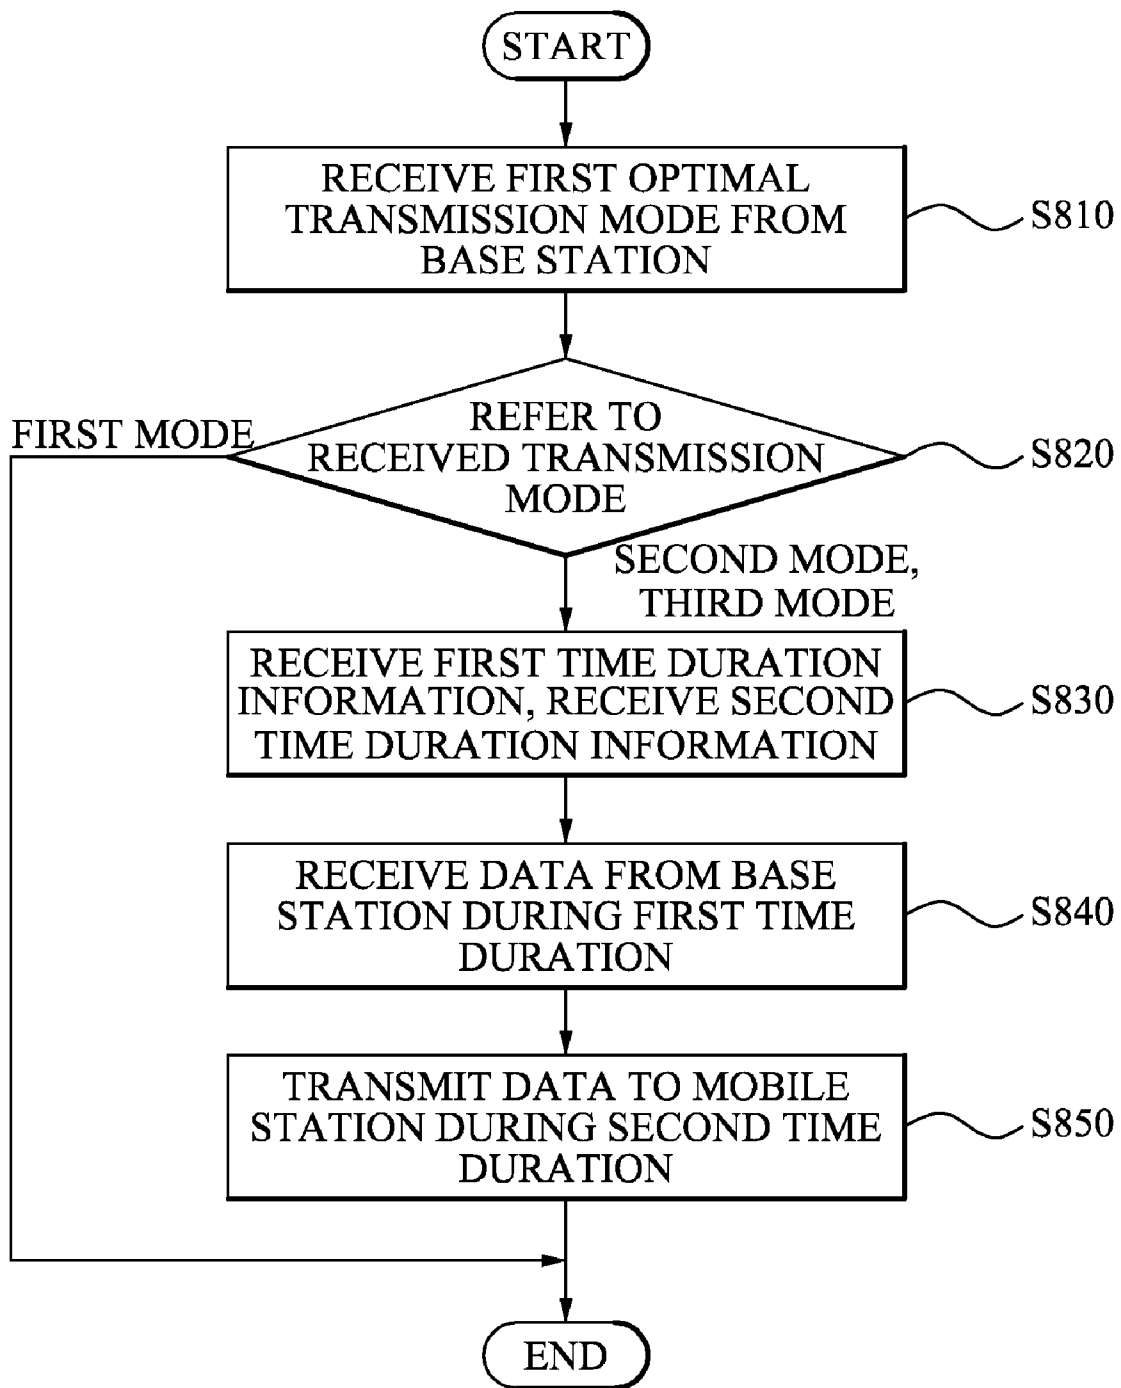 START
RECEIVE FIRST OPTIMAL
TRANSMISSION MODE FROM
BASE STATION
S810
FIRST MODE
REFER TO
RECEIVED TRANSMISSION
MODE
S820
SECOND MODE,
THIRD MODE
RECEIVE FIRST TIME DURATION
INFORMATION, RECEIVE SECOND
TIME DURATION INFORMATION
S830
RECEIVE DATA FROM BASE
STATION DURING FIRST TIME
DURATION
S840
TRANSMIT DATA TO MOBILE
STATION DURING SECOND TIME
DURATION
S850
END